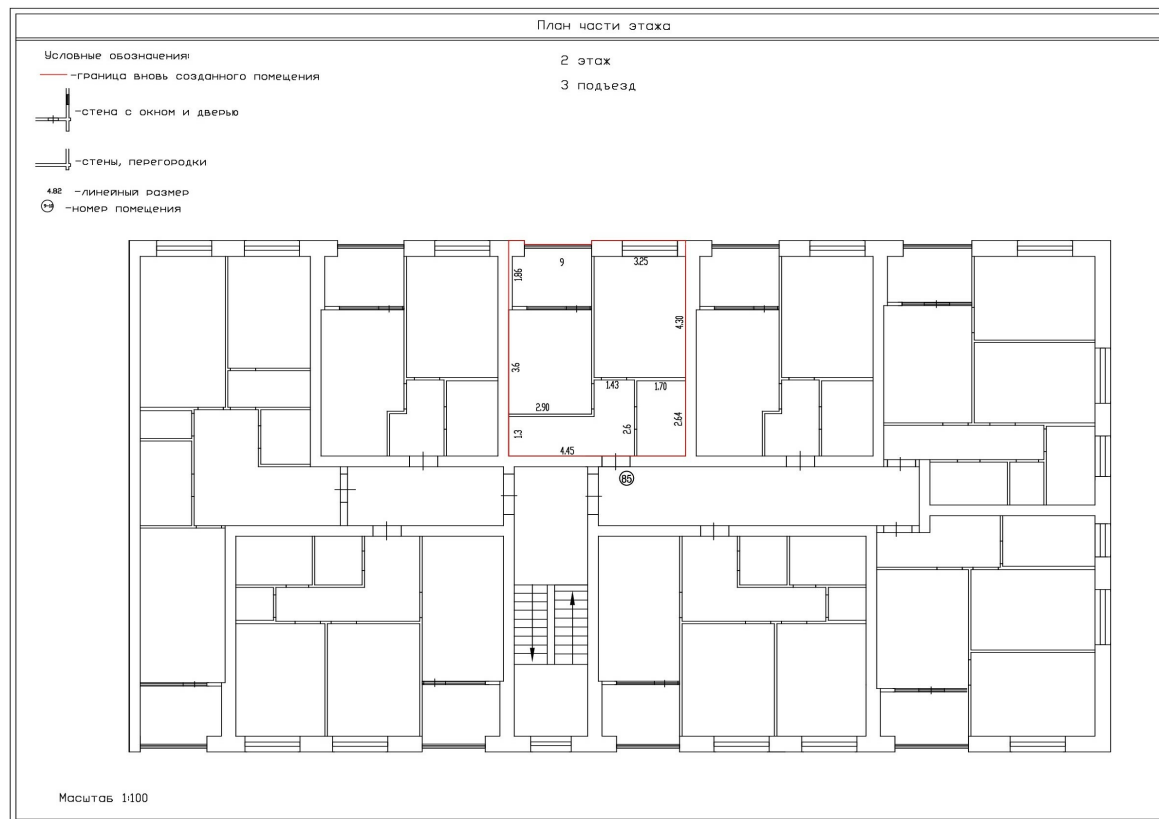 План части этажа
Условные обозначения:
-граница вновь созданного помещения
-стена с окном и дверью
-стены, перегородки
4.82 -линейный размер
-номер помещения
2 этаж
3 подъезд
9
3.25
1.86
4.30
3.6
1.43
1.70
2.90
1.3
2.6
2.64
4.45
85
Масштаб 1:100